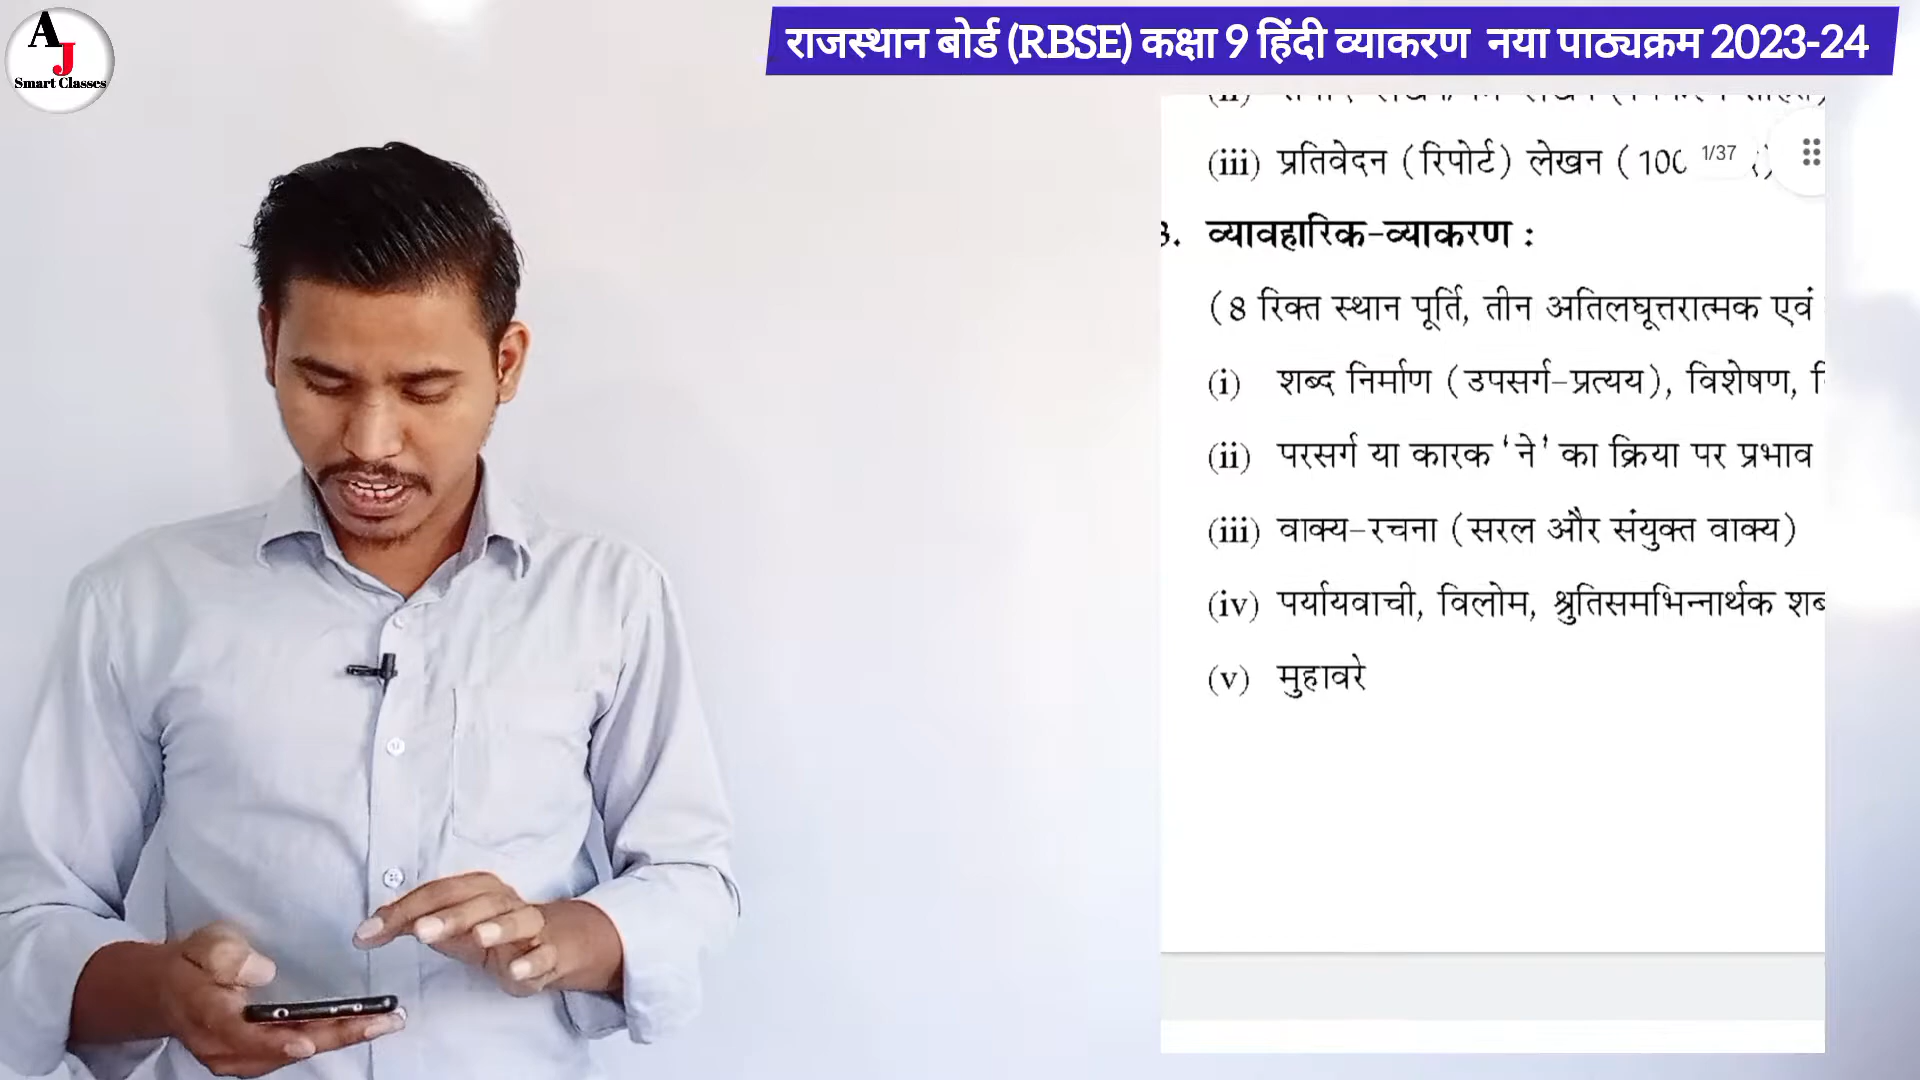 AJ
Smart Classes
राजस्थान बोर्ड (RBSE) कक्षा 9 हिंदी व्याकरण नया पाठ्यक्रम 2023-24
(iii) प्रतिवेदन (रिपोर्ट) लेखन (100
1/37
3. व्यावहारिक-व्याकरण :
(8 रिक्त स्थान पूर्ति, तीन अतिलघूत्तरात्मक एवं
(i) शब्द निर्माण (उपसर्ग-प्रत्यय), विशेषण,
(ii) परसर्ग या कारक 'ने' का क्रिया पर प्रभाव
(iii) वाक्य-रचना (सरल और संयुक्त वाक्य)
(iv) पर्यायवाची, विलोम, श्रुतिसमभिन्नार्थक
(v) मुहावरे